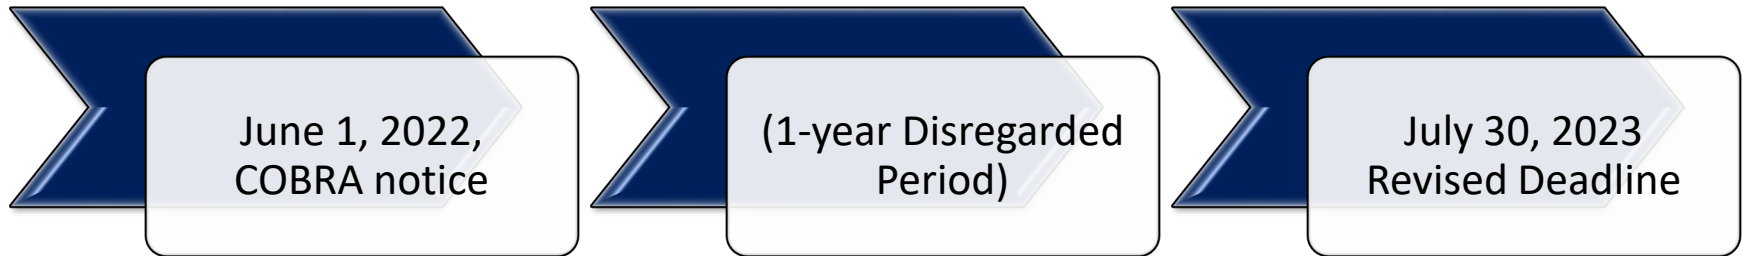 June 1, 2022,
COBRA notice
(1-year Disregarded
Period)
July 30, 2023
Revised Deadline